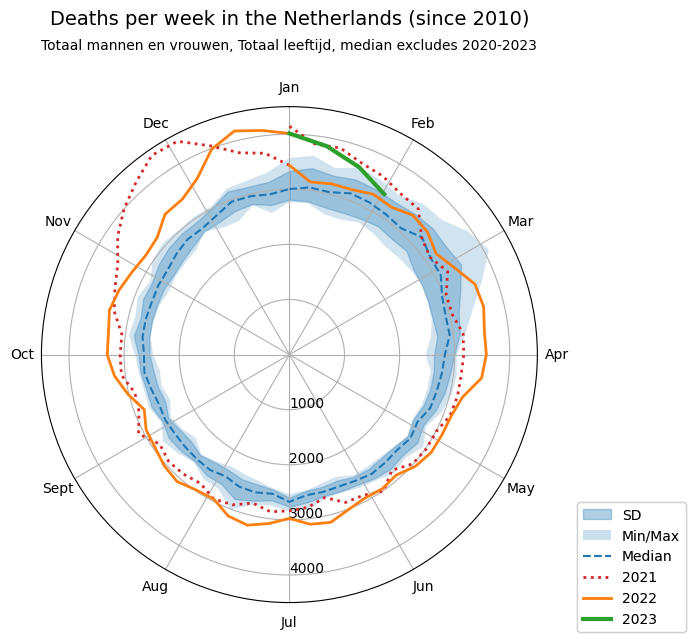 Deaths per week in the Netherlands (since 2010)
Totaal mannen en vrouwen, Totaal leeftijd, median excludes 2020-2023
Jan
Dec
Feb
Nov
Mar
Oct
Apr
1000
2000
Sept
May
3000
4000
Aug
Jun
Jul
SD
Min/Max
Median
2021
2022
2023